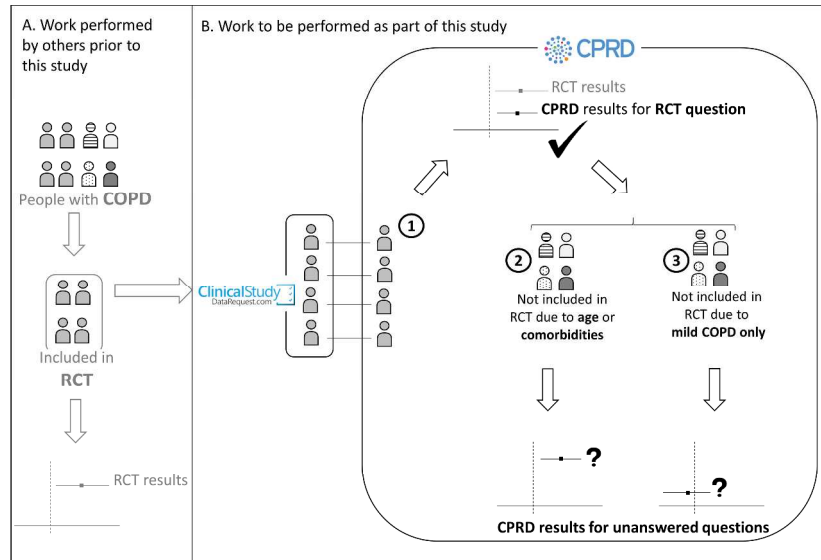 A. Work performed
by others prior to
this study
People with COPD
Included in
RCT
RCT results
B. Work to be performed as part of this study
CPRD
RCT results
CPRD results for RCT question
ClinicalStudy
DataRequest.com
1
2
Not included in
RCT due to age or
comorbidities
3
Not included in
RCT due to
mild COPD only
?
?
CPRD results for unanswered questions